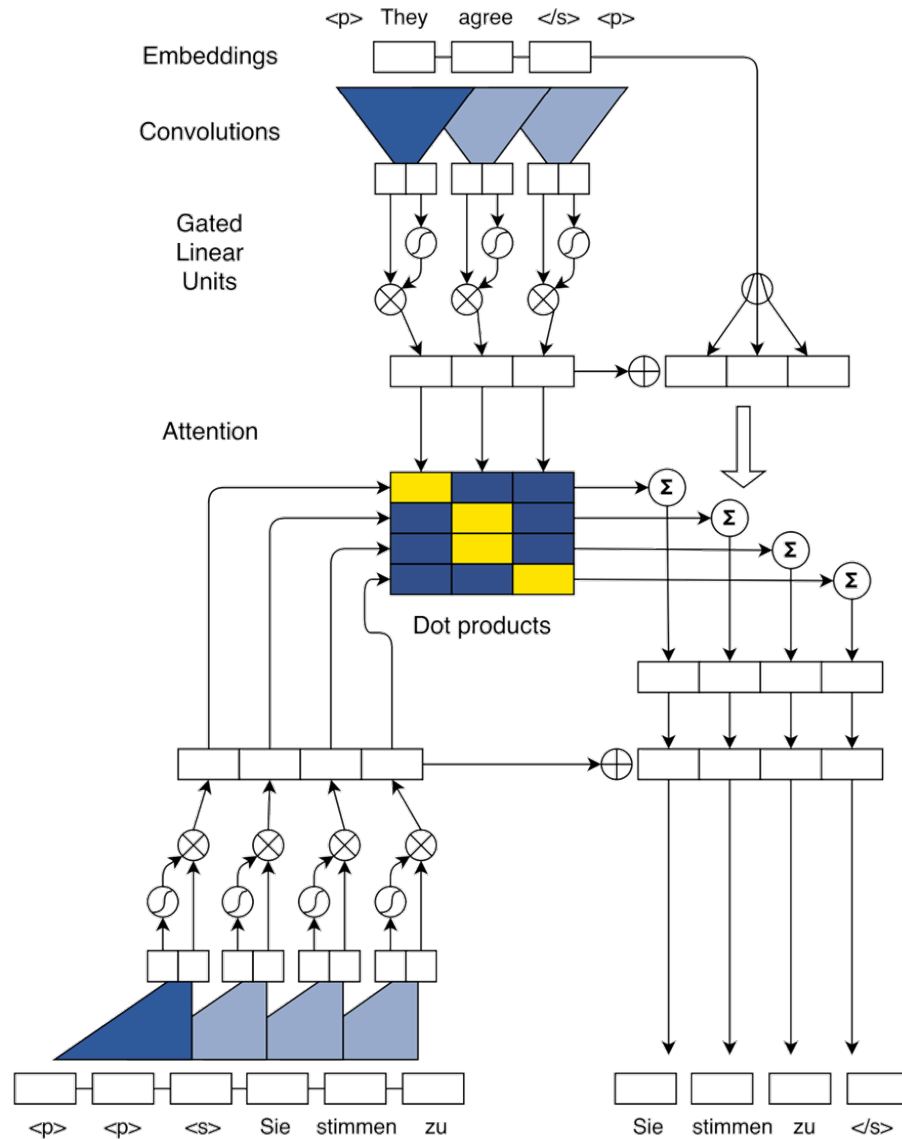 <p> They agree </s> <p>
Embeddings
Convolutions
Gated
Linear
Units
Attention
Σ
Σ
Σ
Σ
Dot products
<p> <p> <s> Sie stimmen zu
Sie stimmen zu </s>